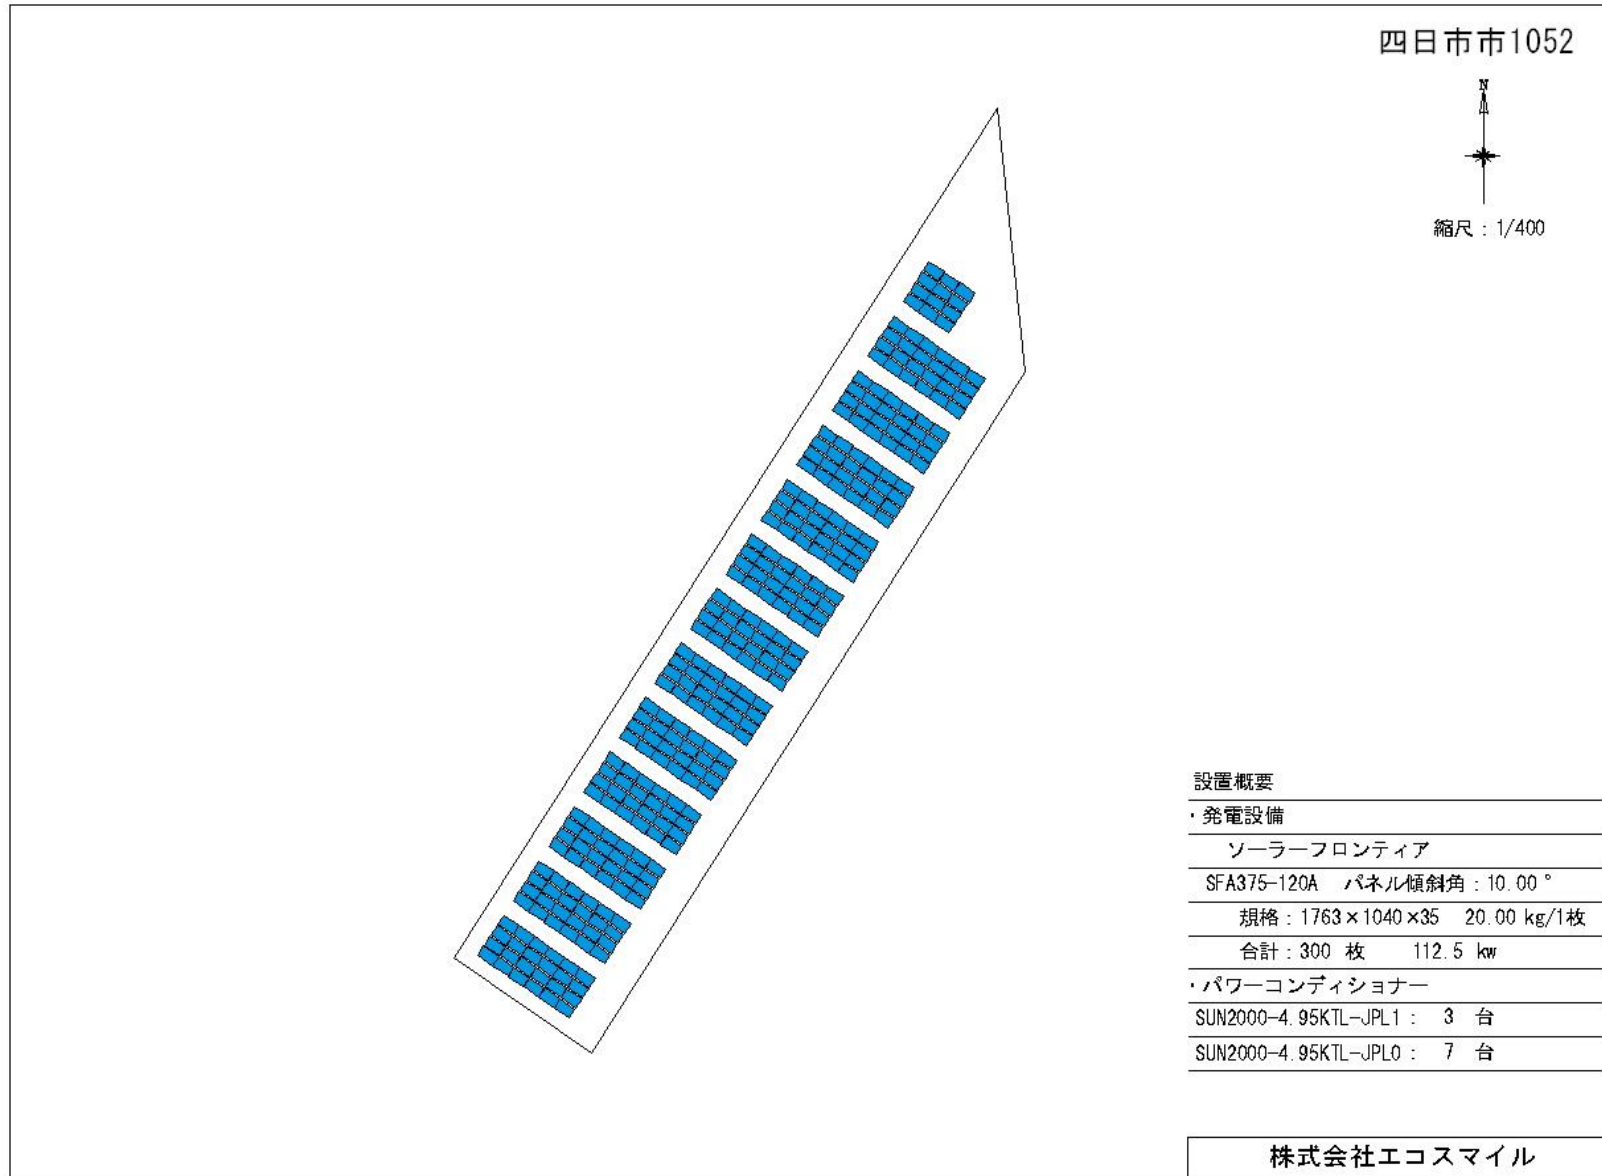 四日市市1052
N
縮尺：1/400
設置概要
・発電設備
ソーラーフロンティア
SFA375-120A パネル傾斜角：10.00°
規格：1763×1040×35 20.00 kg/1枚
合計：300 枚 112.5 kw
・パワーコンディショナー
SUN2000-4.95KTL-JPL1： 3 台
SUN2000-4.95KTL-JPL0： 7 台
株式会社エコスマイル